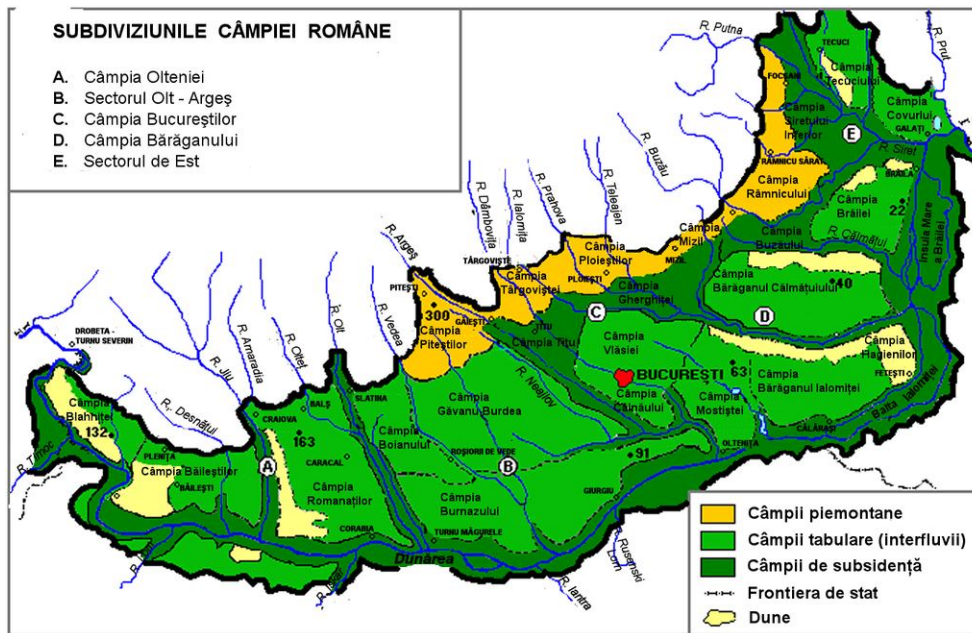 SUBDIVIZIUNILE CÂMPIEI ROMÂNE
A. Câmpia Olteniei
B. Sectorul Olt - Argeş
C. Câmpia Bucureştilor
D. Câmpia Bărăganului
E. Sectorul de Est
R. Putna
TECUCI
R. Prut
Câmpia
Tecuciului
FOCŞANI
Câmpia
Siretului
Inferior
E
Câmpia
Covurlui
GALAŢI
R. Siret
RÂMNICU SĂRAT
BRĂILA
Câmpia
Râmnicului
Câmpia
Brăilei
22
Insula Mare
a Brăilei
R. Buzău
Câmpia
Buzăului
R. Călmăţui
R. Dâmboviţa
R. Ialomiţa
R. Prahova
R. Teleajen
Câmpia
Mizil
MIZIL
R. Argeş
TÂRGOVIŞTE
Câmpia
Ploieştilor
PLOIEŞTI
Câmpia
Târgoviştei
Câmpia
Gherghiţei
Câmpia
Bărăganul Călmăţuiului
40
PITEŞTI
300
GĂEŞTI
TITU
C
D
Câmpia
Piteştilor
Câmpia Titu
Câmpia
Vlăsiei
Câmpia
Hagienilor
FETEŞTI
DROBETA -
TURNU SEVERIN
R. Jiu
R. Amaradia
R. Olteţ
R. Olt
R. Vedea
R. Neajlov
BUCUREŞTI
63
Câmpia
Bărăganul Ialomiţei
Balta Ialomiţei
R. Desnăţui
Câmpia
Blahniţei
132
CRAIOVA
BALŞ
SLATINA
Câmpia
Găvanu Burdea
Câmpia
Câlnăului
Câmpia
Mostiştei
CĂLĂRAŞI
R. Timoc
163
Câmpia
Boianului
ROŞIORII DE VEDE
OLTENIŢA
PLENIŢA
A
B
91
Câmpia Băileştilor
BĂILEŞTI
CARACAL
Câmpia
Romanaţilor
Câmpia
Burnazului
GIURGIU
CORABIA
TURNU MĂGURELE
Dunărea
R. Rusenski
Lom
R. Iantra
Câmpii piemontane
Câmpii tabulare (interfluvii)
Câmpii de subsidenţă
Frontiera de stat
Dune